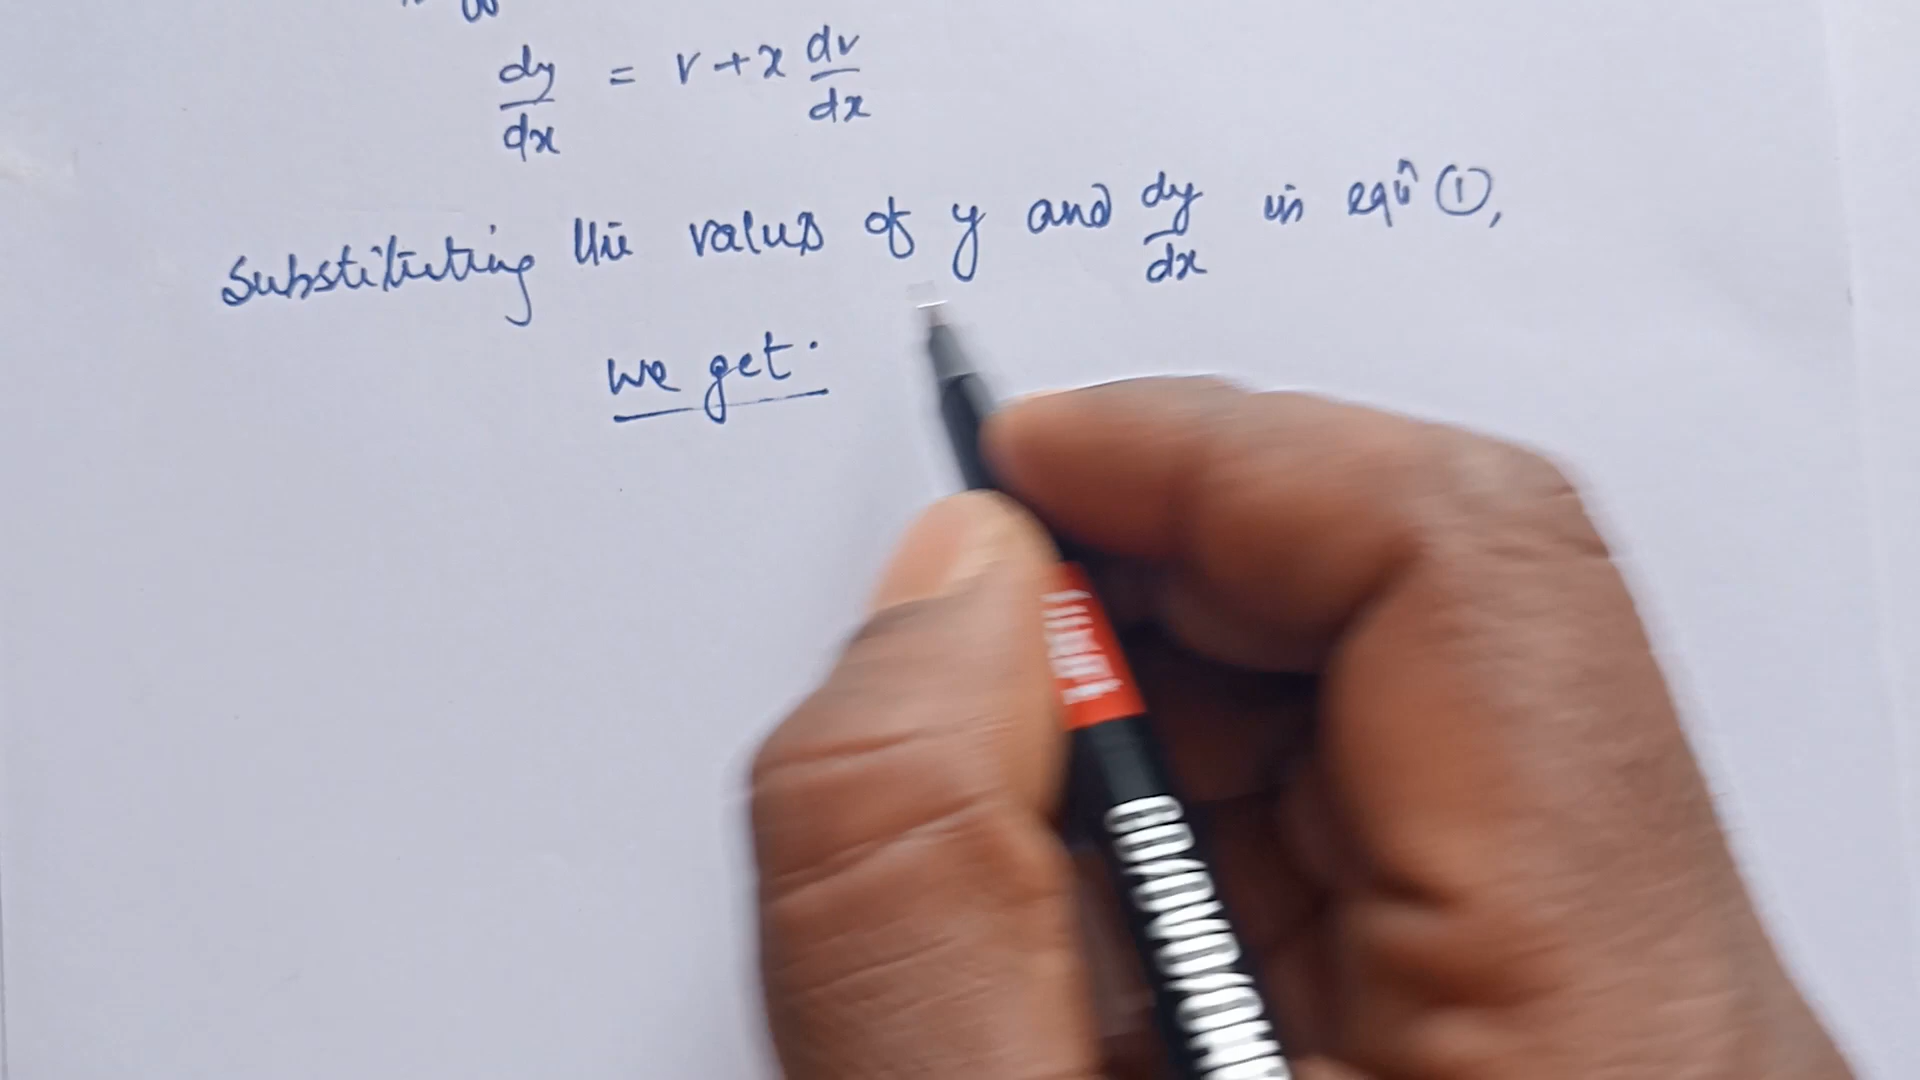 dy/dx = v + x dv/dx
Substituting the values of y and dy/dx in eqn ①,
we get.